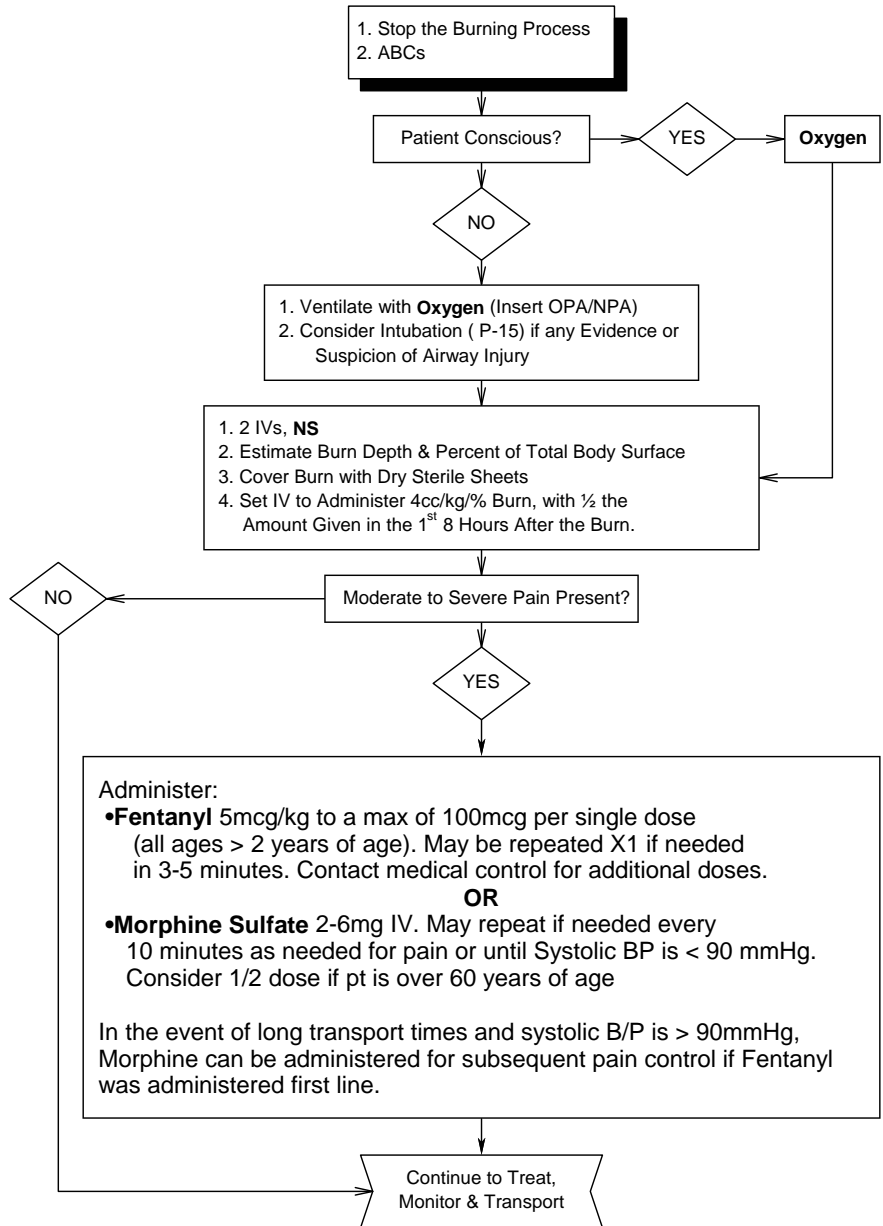 1. Stop the Burning Process
2. ABCs
Patient Conscious?
YES
Oxygen
NO
1. Ventilate with Oxygen (Insert OPA/NPA)
2. Consider Intubation ( P-15) if any Evidence or
Suspicion of Airway Injury
1. 2 IVs, NS
2. Estimate Burn Depth & Percent of Total Body Surface
3. Cover Burn with Dry Sterile Sheets
4. Set IV to Administer 4cc/kg/% Burn, with ½ the
Amount Given in the 1st 8 Hours After the Burn.
NO
Moderate to Severe Pain Present?
YES
Administer:
•Fentanyl 5mcg/kg to a max of 100mcg per single dose
(all ages > 2 years of age). May be repeated X1 if needed
in 3-5 minutes. Contact medical control for additional doses.
OR
•Morphine Sulfate 2-6mg IV. May repeat if needed every
10 minutes as needed for pain or until Systolic BP is < 90 mmHg.
Consider 1/2 dose if pt is over 60 years of age
In the event of long transport times and systolic B/P is > 90mmHg,
Morphine can be administered for subsequent pain control if Fentanyl
was administered first line.
Continue to Treat,
Monitor & Transport